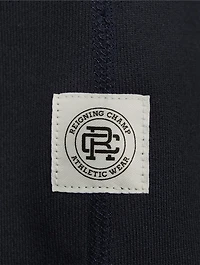 REIGNING CHAMP
RC
ATHLETIC WEAR